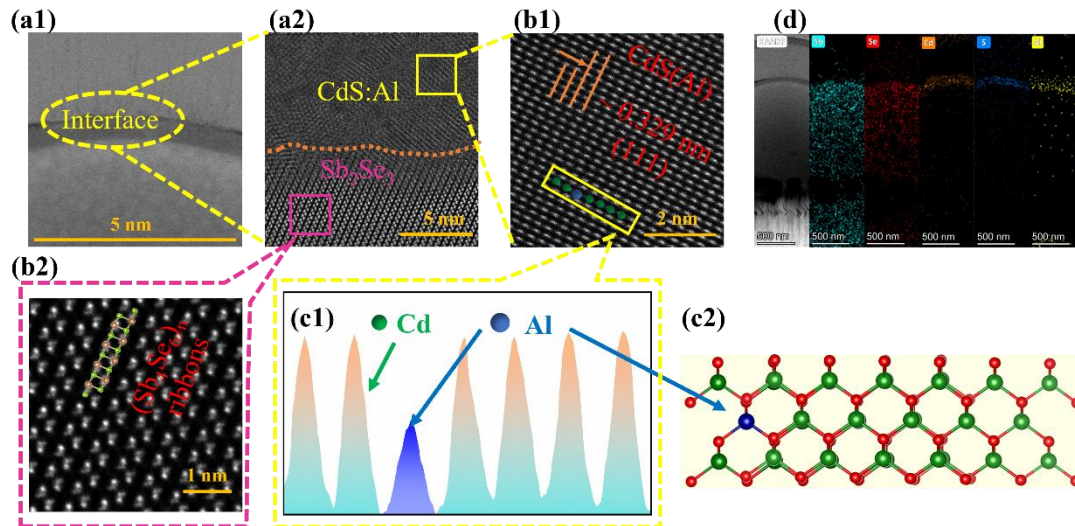 (a1)
Interface
5 nm
(a2)
CdS:Al
Sb2Se3
5 nm
(b1)
CdS(Al)
~ 0.329 nm
(111)
2 nm
(d)
HAADF
Sb
Se
Cd
S
Al
500 nm
500 nm
500 nm
500 nm
500 nm
500 nm
(b2)
(Sb4Se6)n
ribbons
1 nm
(c1)
Cd
Al
(c2)